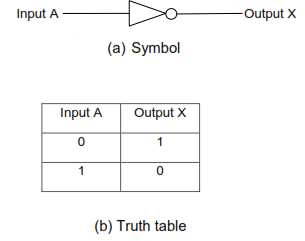 Input A Output X
(a) Symbol
Input A Output X
0 1
1 0
(b) Truth table